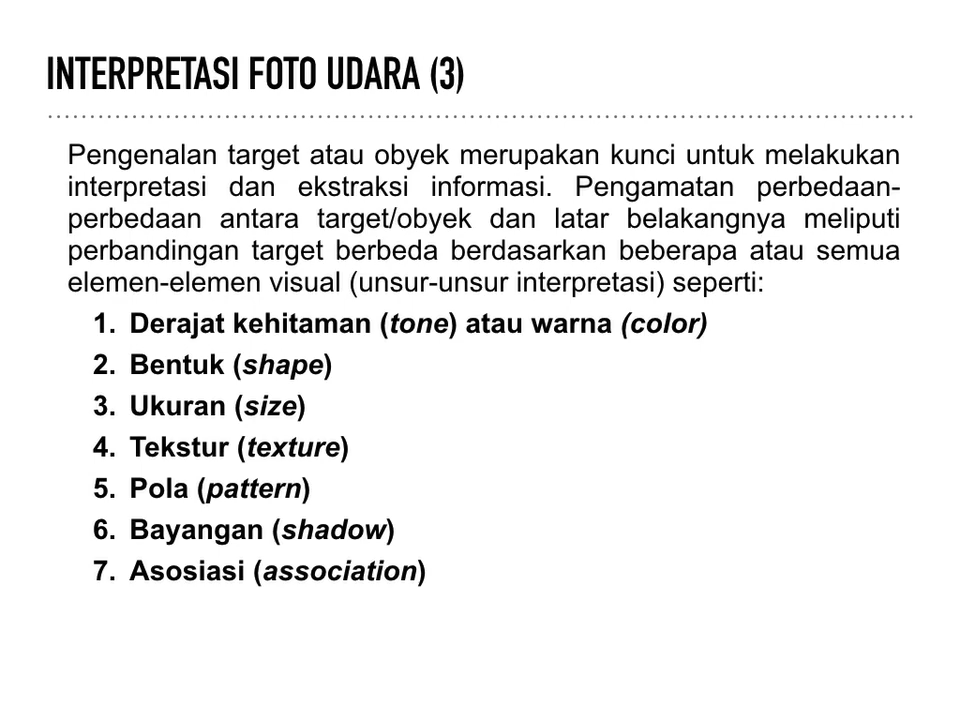 INTERPRETASI FOTO UDARA (3)
Pengenalan target atau obyek merupakan kunci untuk melakukan
interpretasi dan ekstraksi informasi. Pengamatan perbedaan-
perbedaan antara target/obyek dan latar belakangnya meliputi
perbandingan target berbeda berdasarkan beberapa atau semua
elemen-elemen visual (unsur-unsur interpretasi) seperti:
1. Derajat kehitaman (tone) atau warna (color)
2. Bentuk (shape)
3. Ukuran (size)
4. Tekstur (texture)
5. Pola (pattern)
6. Bayangan (shadow)
7. Asosiasi (association)